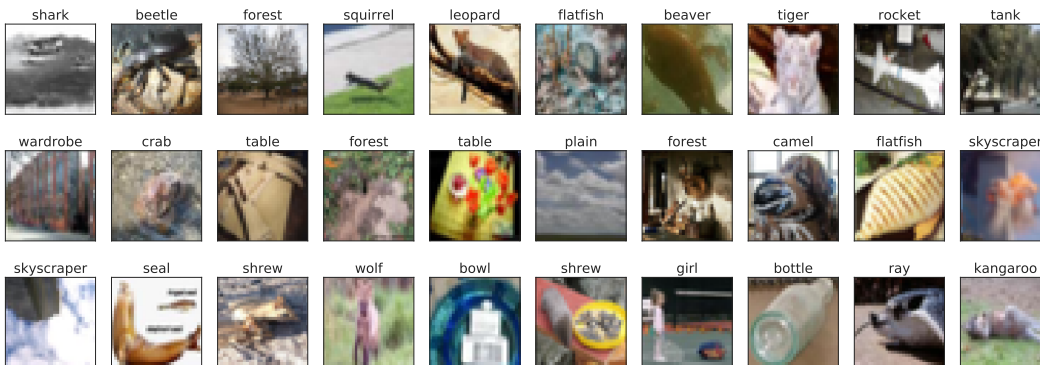 shark beetle forest squirrel leopard flatfish beaver tiger rocket tank
wardrobe crab table forest table plain forest camel flatfish skyscraper
skyscraper seal shrew wolf bowl shrew girl bottle ray kangaroo